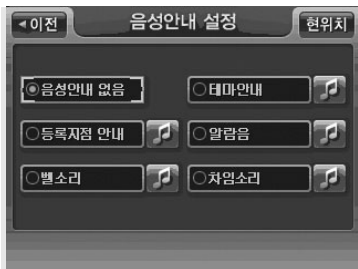 이전 음성안내 설정 현위치
음성안내 없음 테마안내
등록지점 안내 알람음
벨소리 차임소리